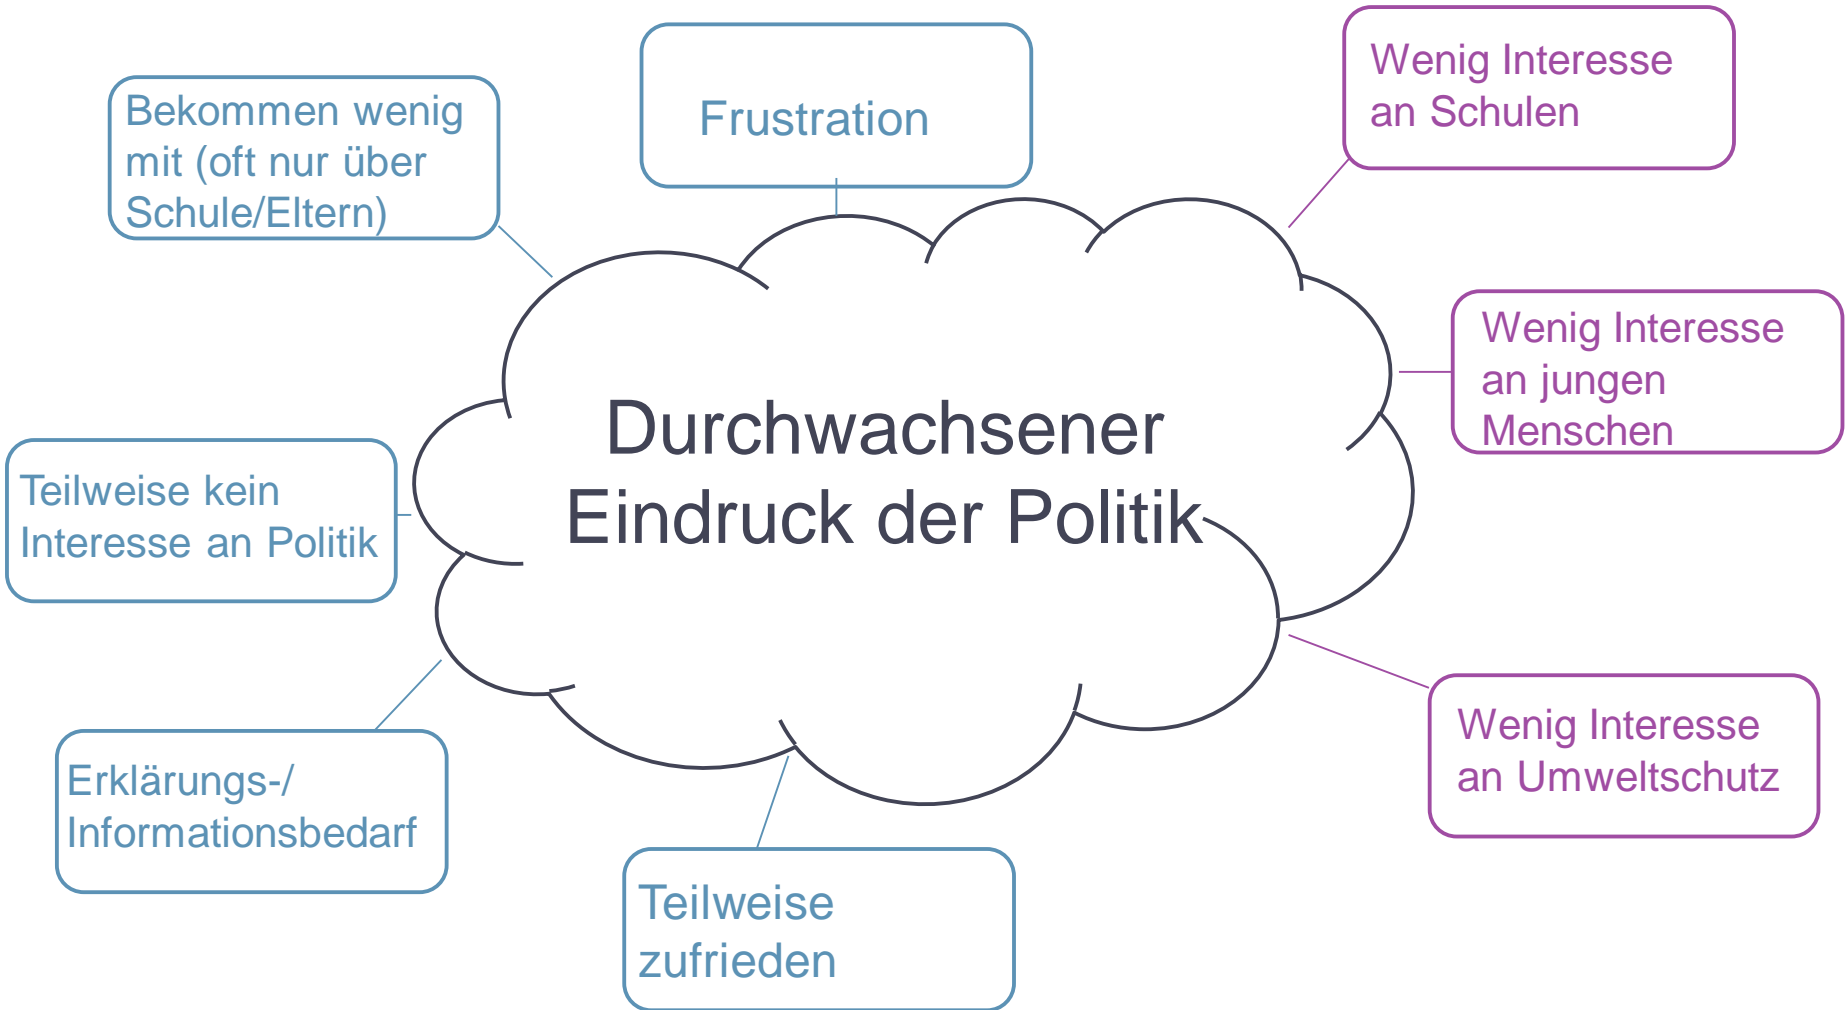 Wenig Interesse
an Schulen
Frustration
Bekommen wenig
mit (oft nur über
Schule/Eltern)
Wenig Interesse
an jungen
Menschen
Durchwachsener
Eindruck der Politik
Teilweise kein
Interesse an Politik
Wenig Interesse
an Umweltschutz
Erklärungs-/
Informationsbedarf
Teilweise
zufrieden